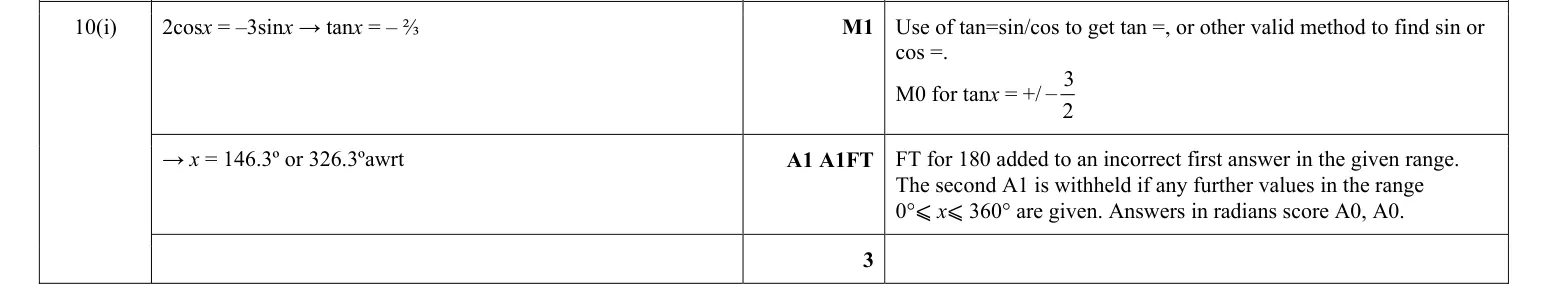 10(i) 2cosx = –3sinx → tanx = – ⅔ M1 Use of tan=sin/cos to get tan =, or other valid method to find sin or
cos =.
M0 for tanx = +/ − 3/2
→ x = 146.3º or 326.3ºawrt A1 A1FT FT for 180 added to an incorrect first answer in the given range.
The second A1 is withheld if any further values in the range
0°⩽ x⩽ 360° are given. Answers in radians score A0, A0.
3